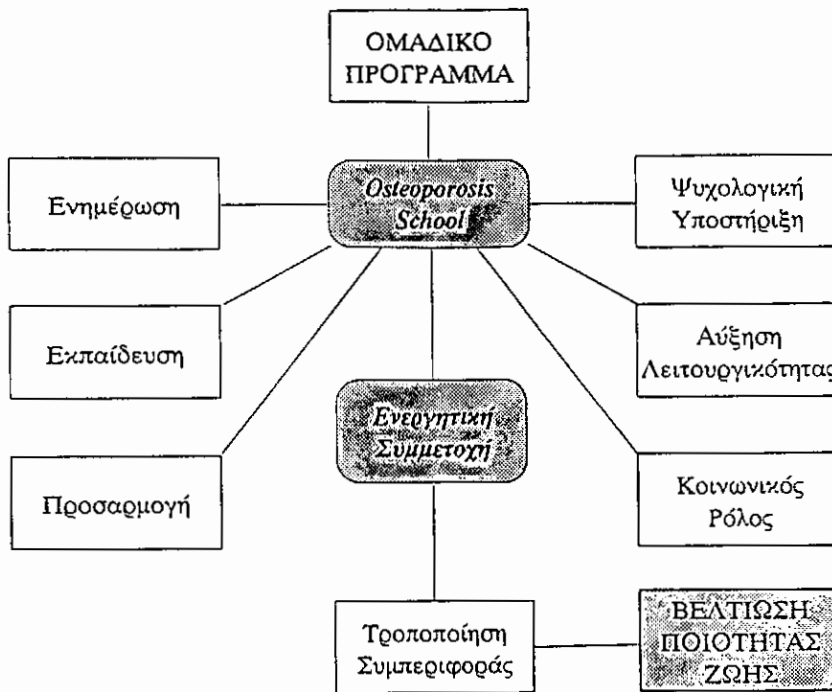 ΟΜΑΔΙΚΟ
ΠΡΟΓΡΑΜΜΑ
Osteoporosis
School
Ενημέρωση
Ψυχολογική
Υποστήριξη
Εκπαίδευση
Αύξηση
Λειτουργικότητας
Ενεργητική
Συμμετοχή
Προσαρμογή
Κοινωνικός
Ρόλος
Τροποποίηση
Συμπεριφοράς
ΒΕΛΤΙΩΣΗ
ΠΟΙΟΤΗΤΑΣ
ΖΩΗΣ